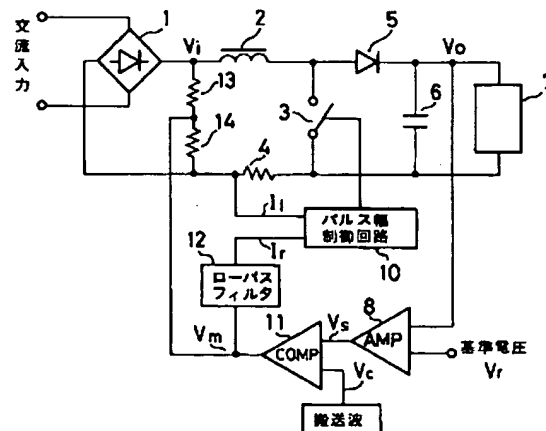 交流入力
1
Vi
2
5
Vo
13
14
3
6
7
4
Ii
Ir
パルス幅
制御回路
10
12
ローパス
フィルタ
Vm
11
COMP
Vs
8
AMP
Vc
基準電圧
Vr
搬送波